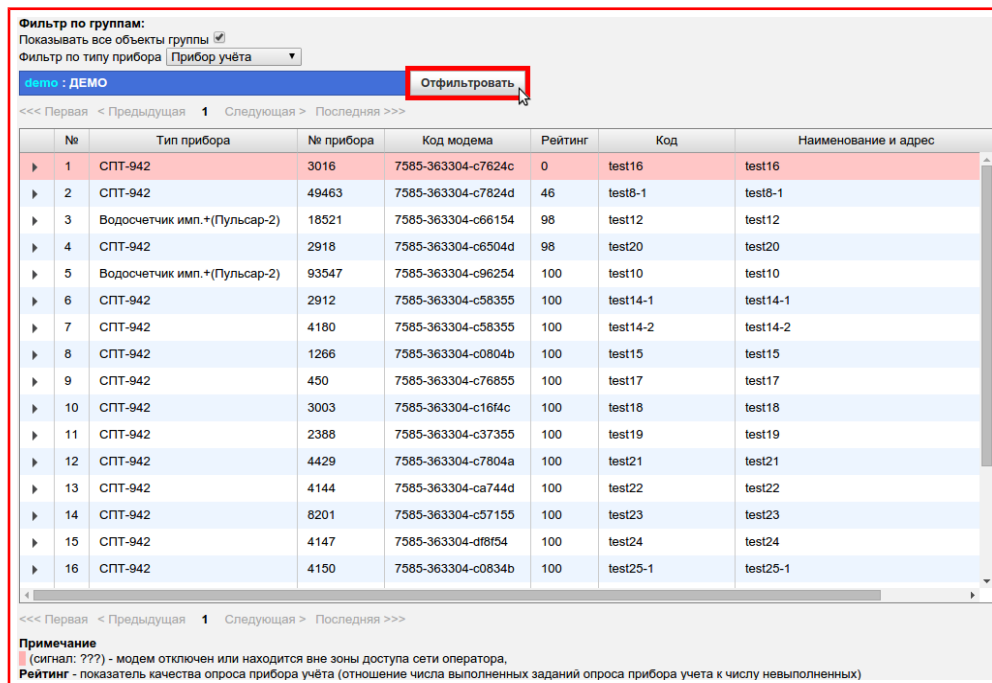 Фильтр по группам:
Показывать все объекты группы
Фильтр по типу прибора Прибор учёта
demo : ДЕМО Отфильтровать
<<< Первая < Предыдущая 1 Следующая > Последняя >>>
№ Тип прибора № прибора Код модема Рейтинг Код Наименование и адрес
1 СПТ-942 3016 7585-363304-c7624c 0 test16 test16
2 СПТ-942 49463 7585-363304-c7824d 46 test8-1 test8-1
3 Водосчетчик имп.+(Пульсар-2) 18521 7585-363304-c66154 98 test12 test12
4 СПТ-942 2918 7585-363304-c6504d 98 test20 test20
5 Водосчетчик имп.+(Пульсар-2) 93547 7585-363304-c96254 100 test10 test10
6 СПТ-942 2912 7585-363304-c58355 100 test14-1 test14-1
7 СПТ-942 4180 7585-363304-c58355 100 test14-2 test14-2
8 СПТ-942 1266 7585-363304-c0804b 100 test15 test15
9 СПТ-942 450 7585-363304-c76855 100 test17 test17
10 СПТ-942 3003 7585-363304-c16f4c 100 test18 test18
11 СПТ-942 2388 7585-363304-c37355 100 test19 test19
12 СПТ-942 4429 7585-363304-c7804a 100 test21 test21
13 СПТ-942 4144 7585-363304-ca744d 100 test22 test22
14 СПТ-942 8201 7585-363304-c57155 100 test23 test23
15 СПТ-942 4147 7585-363304-df8f54 100 test24 test24
16 СПТ-942 4150 7585-363304-c0834b 100 test25-1 test25-1
<<< Первая < Предыдущая 1 Следующая > Последняя >>>
Примечание
(сигнал: ???) - модем отключен или находится вне зоны доступа сети оператора,
Рейтинг - показатель качества опроса прибора учёта (отношение числа выполненных заданий опроса прибора учета к числу невыполненных)